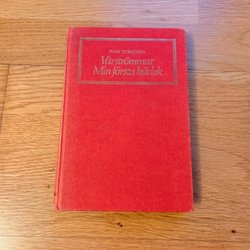 IVAN TURGENJEV
Vårströmmar
Min första kärlek